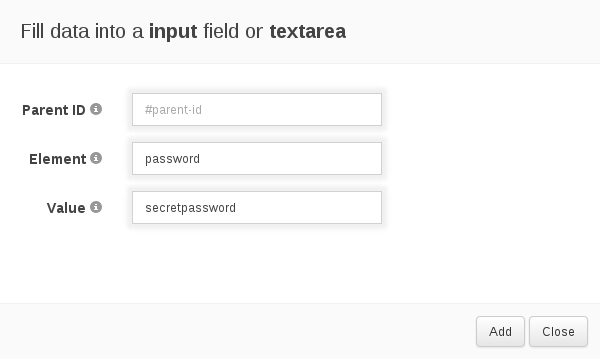 Fill data into a input field or textarea
Parent ID #parent-id
Element password
Value secretpassword
Add Close